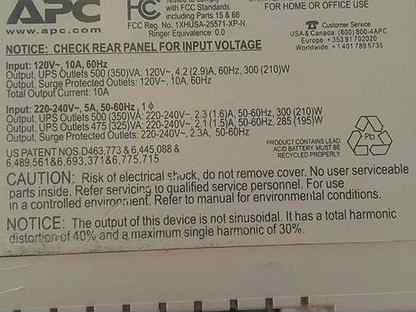 APC
www.apc.com
with FCC Standards
including Parts 15 & 68
FCC Reg. No. 1XHUSA-25571-XP-N
Ringer Equivalence: 0.0
Customer Service
USA & Canada (800) 800-4APC
Europe +353 91702020
Worldwide +1 401 789 5735
NOTICE: CHECK REAR PANEL FOR INPUT VOLTAGE
Input: 120V~, 10A, 60Hz
Output, UPS Outlets 500 (350)VA: 120V~, 4.2 (2.9)A, 60Hz, 300 (210)W
Output, Surge Protected Outlets: 120V~, 10A, 60Hz
Output Total Current: 10A
Input: 220-240V~, 5A, 50-60Hz, 1 ϕ
Output, UPS Outlets 500 (350)VA: 220-240V~, 2.3 (1.6)A, 50-60Hz, 300 (210)W
Output, UPS Outlets 475 (325)VA: 220-240V~, 2.1 (1.5)A, 50-60Hz, 285 (195)W
Output, Surge Protected Outlets: 220-240V~, 2.3A, 50-60Hz
US PATENT NOS.D463,773 & 6,445,088 &
6,489,561&6,693,371&6,775,715
PRODUCT CONTAINS LEAD
ACID BATTERY. MUST BE
RECYCLED PROPERLY.
Pb
CAUTION: Risk of electrical shock, do not remove cover. No user serviceable
parts inside. Refer servicing to qualified service personnel. For use
in a controlled environment. Refer to manual for environmental conditions.
NOTICE: The output of this device is not sinusoidal. It has a total harmonic
distortion of 40% and a maximum single harmonic of 30%.